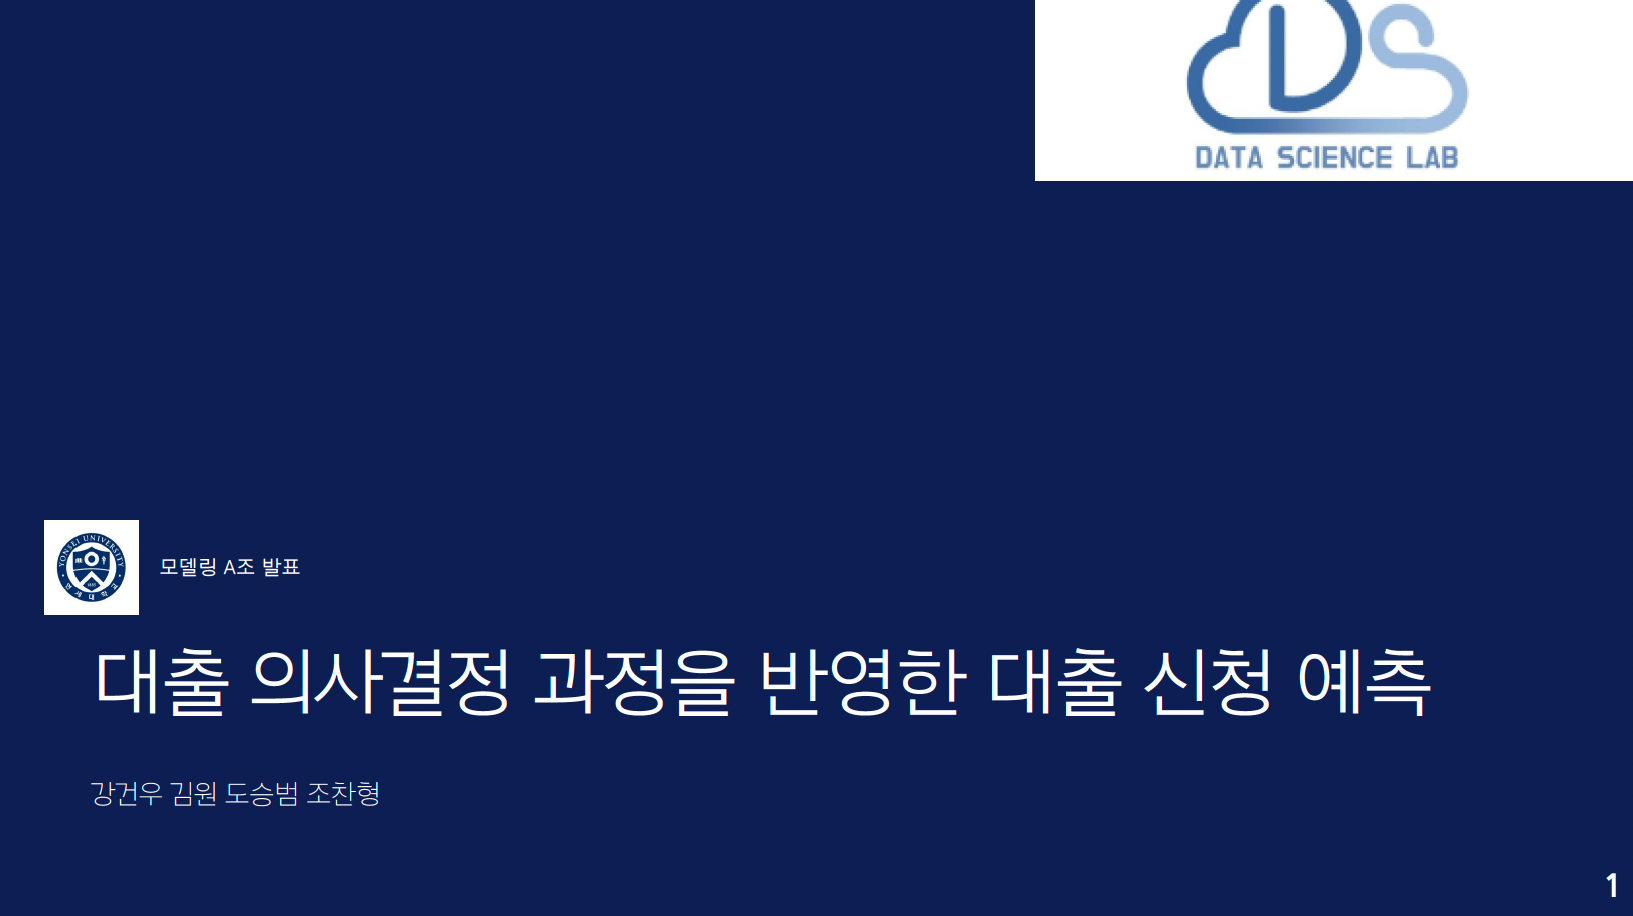 DS
DATA SCIENCE LAB
YONSEI UNIVERSITY
연세대학교
모델링 A조 발표
대출 의사결정 과정을 반영한 대출 신청 예측
강건우 김원 도승범 조찬형
1